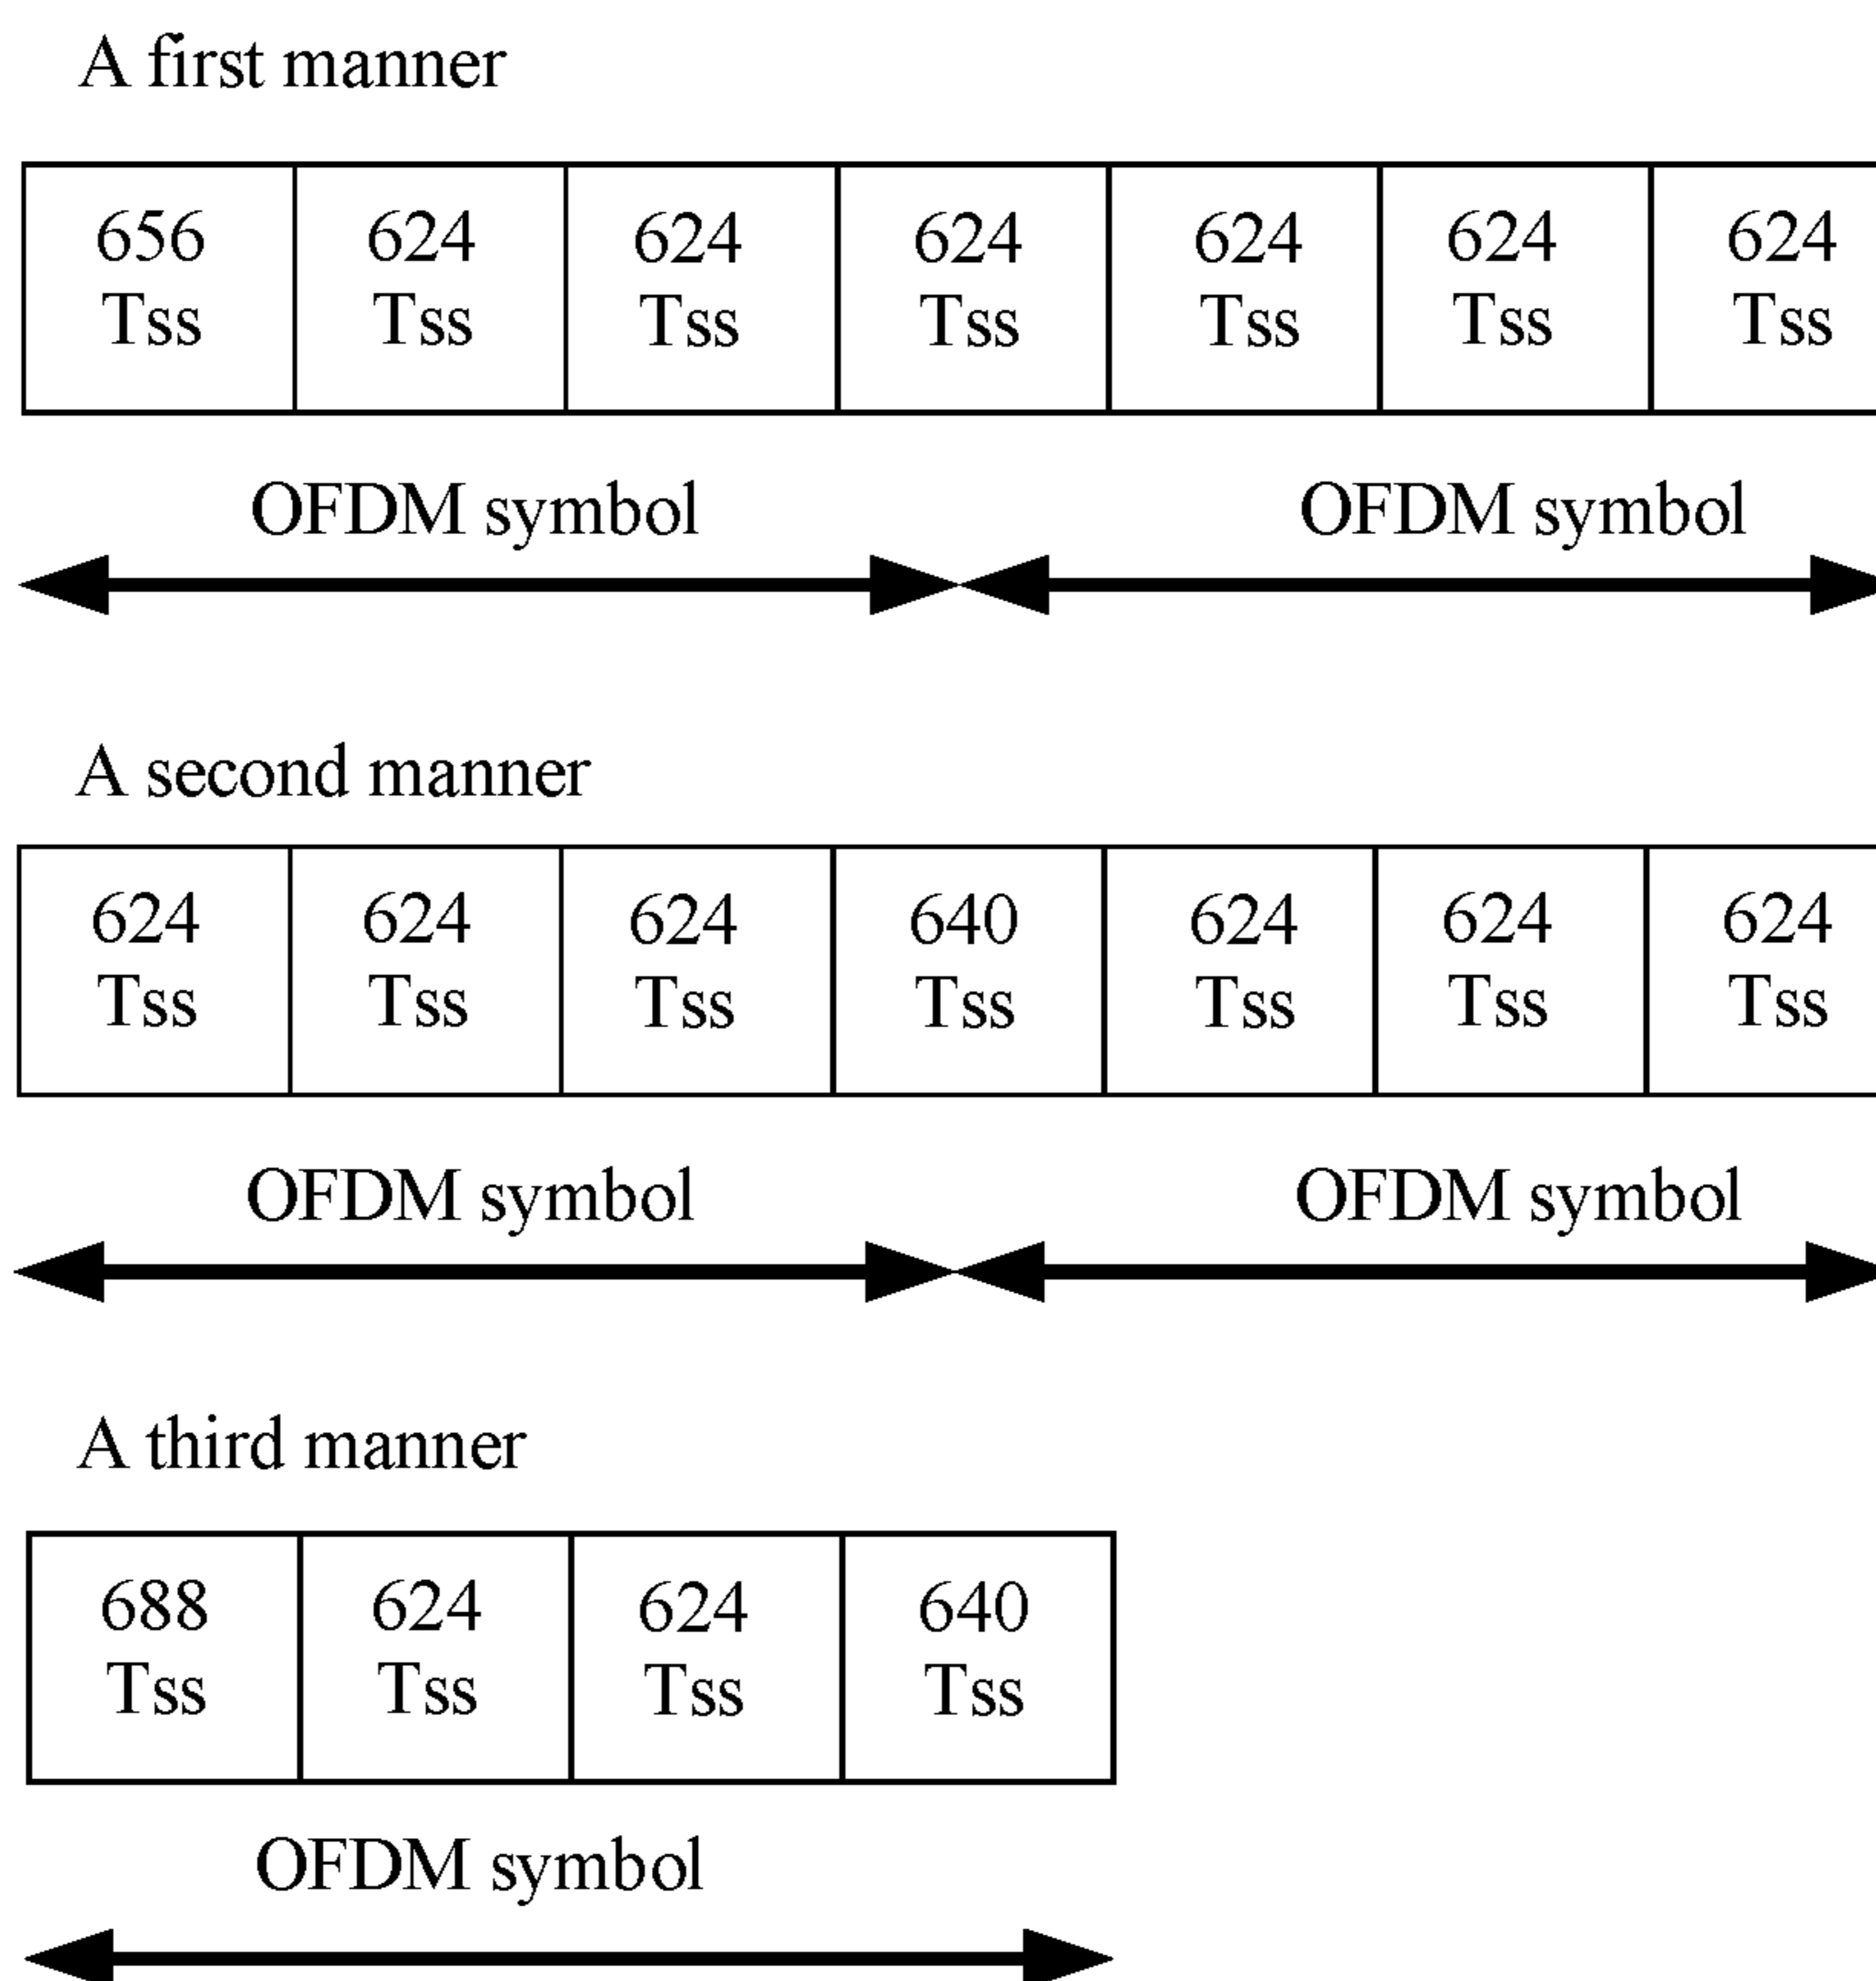 A first manner
656 624 624 624 624 624 624
Tss Tss Tss Tss Tss Tss Tss
OFDM symbol OFDM symbol
A second manner
624 624 624 640 624 624 624
Tss Tss Tss Tss Tss Tss Tss
OFDM symbol OFDM symbol
A third manner
688 624 624 640
Tss Tss Tss Tss
OFDM symbol